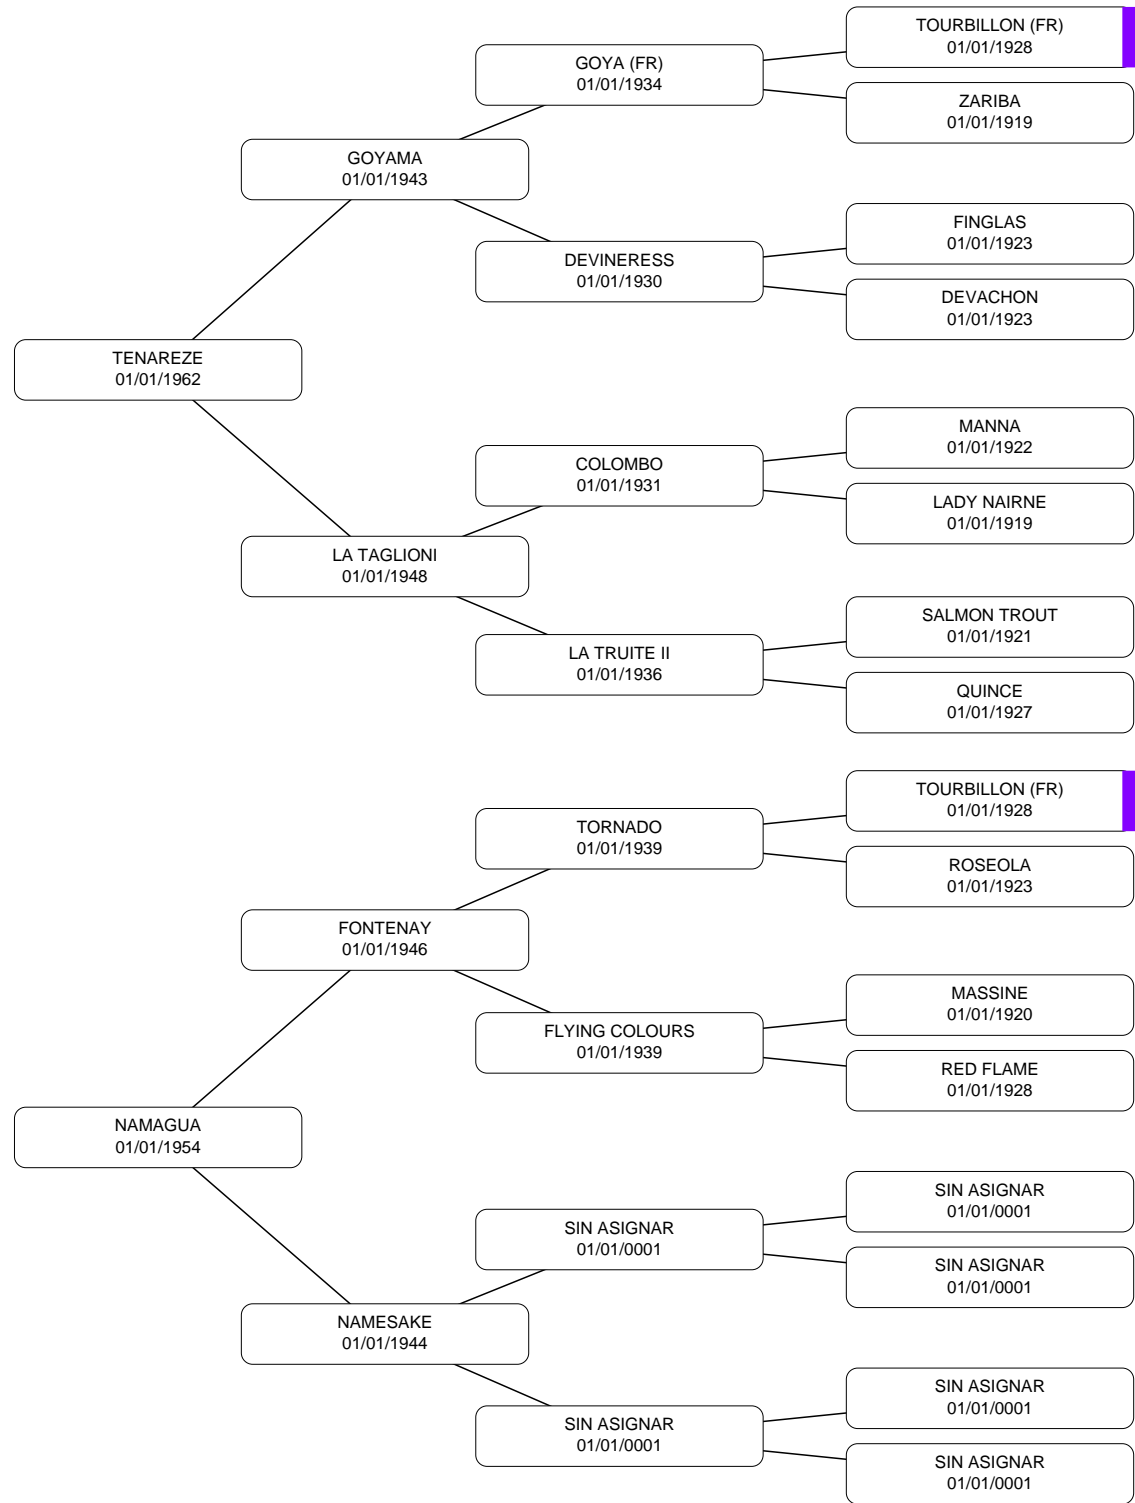 TOURBILLON (FR)
01/01/1928
GOYA (FR)
01/01/1934
ZARIBA
01/01/1919
GOYAMA
01/01/1943
FINGLAS
01/01/1923
DEVINERESS
01/01/1930
DEVACHON
01/01/1923
TENAREZE
01/01/1962
MANNA
01/01/1922
COLOMBO
01/01/1931
LADY NAIRNE
01/01/1919
LA TAGLIONI
01/01/1948
SALMON TROUT
01/01/1921
LA TRUITE II
01/01/1936
QUINCE
01/01/1927
TOURBILLON (FR)
01/01/1928
TORNADO
01/01/1939
ROSEOLA
01/01/1923
FONTENAY
01/01/1946
MASSINE
01/01/1920
FLYING COLOURS
01/01/1939
RED FLAME
01/01/1928
NAMAGUA
01/01/1954
SIN ASIGNAR
01/01/0001
SIN ASIGNAR
01/01/0001
SIN ASIGNAR
01/01/0001
NAMESAKE
01/01/1944
SIN ASIGNAR
01/01/0001
SIN ASIGNAR
01/01/0001
SIN ASIGNAR
01/01/0001